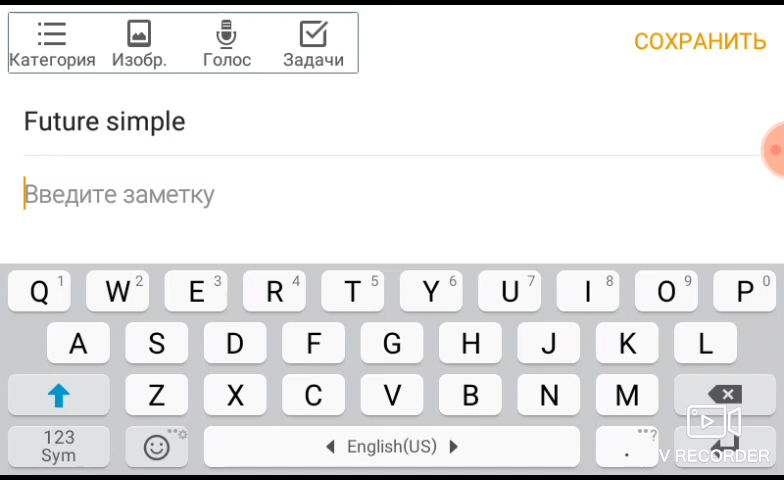 Категория Изобр. Голос Задачи
СОХРАНИТЬ
Future simple
Введите заметку
Q 1 W 2 E 3 R 4 T 5 Y 6 U 7 I 8 O 9 P 0
A S D F G H J K L
Z X C V B N M
123 Sym English(US) . ?
V RECORDER